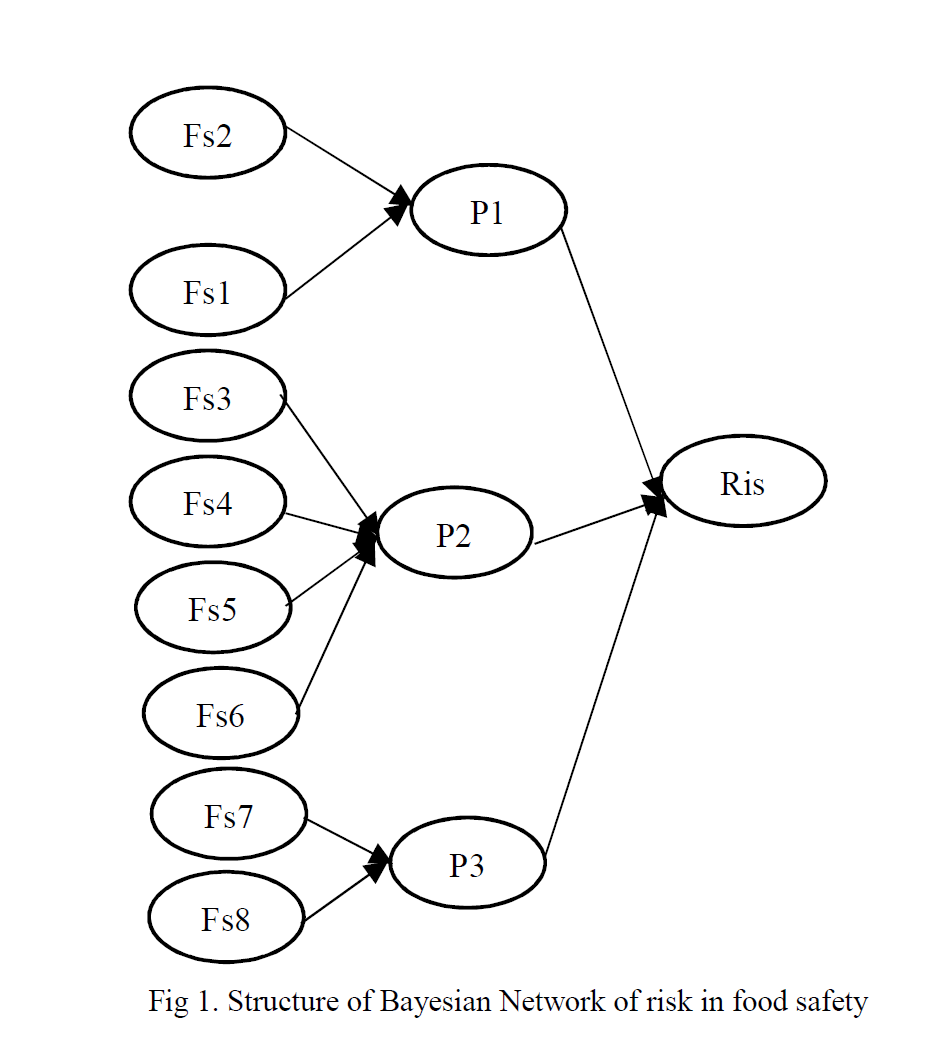 Fs2
P1
Fs1
Fs3
Ris
Fs4
P2
Fs5
Fs6
Fs7
P3
Fs8
Fig 1. Structure of Bayesian Network of risk in food safety